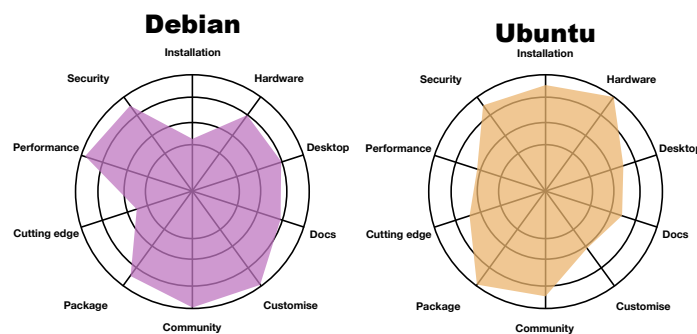 Debian
Installation
Security
Hardware
Performance
Desktop
Cutting edge
Docs
Package
Customise
Community
Ubuntu
Installation
Security
Hardware
Performance
Desktop
Cutting edge
Docs
Package
Customise
Community